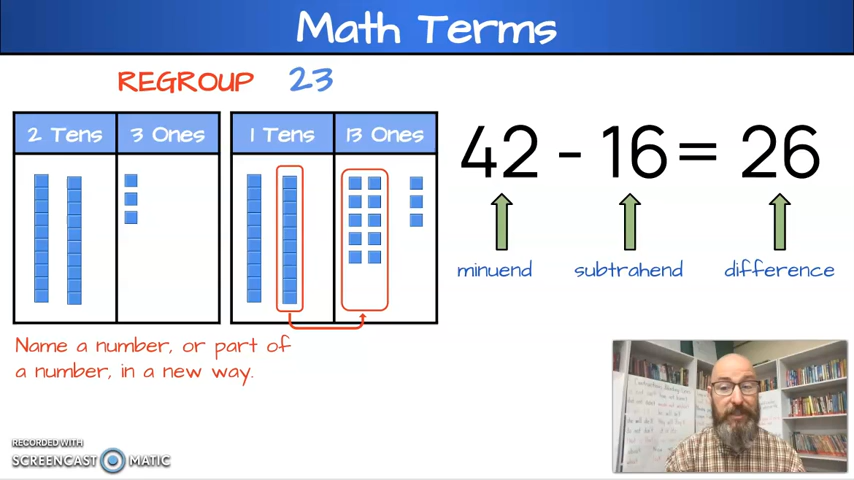 Math Terms
REGROUP 23
2 Tens 3 Ones
1 Tens 13 Ones
42 - 16 = 26
minuend subtrahend difference
Name a number, or part of
a number, in a new way.
RECORDED WITH
SCREENCAST MATIC